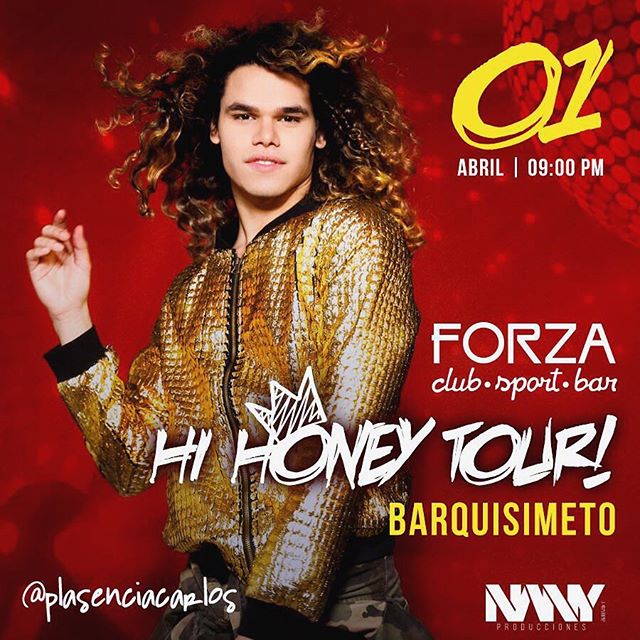 01
ABRIL | 09:00 PM
FORZA
club•sport•bar
HI HONEY TOUR!
BARQUISIMETO
@plasenciacarlos
PRODUCCIONES